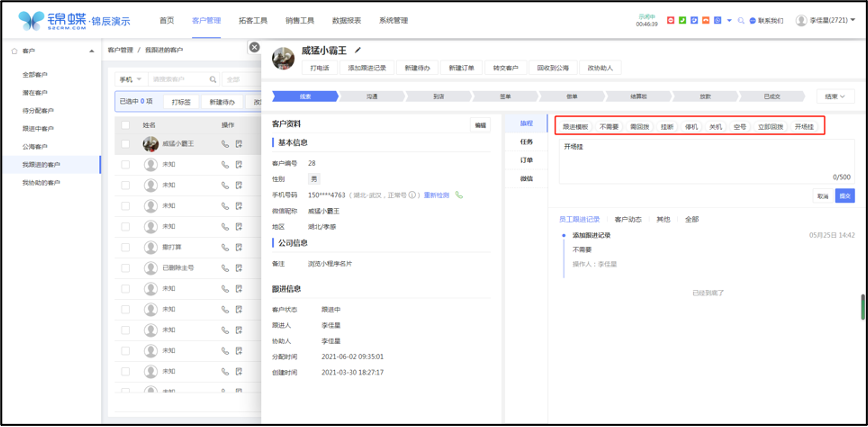 锦蝶·锦辰演示
SZCRM.COM
首页 客户管理 拓客工具 销售工具 数据报表 系统管理
00:46:39
联系我们
李佳星(2721)
客户
全部客户
潜在客户
待分配客户
跟进中客户
公海客户
我跟进的客户
我协助的客户
客户管理 / 我跟进的客户
手机 全部
已选中 0 项 打标签 新建待办
姓名 操作
威猛小霸王
未知
未知
未知
未知
撒打算
已删除主号
未知
未知
未知
未知
未知
未知
威猛小霸王
打电话 添加跟进记录 新建待办 新建订单 转交客户 回收到公海 改协助人
线索 沟通 到店 签单 做单 放款 已成交
结束
客户资料 编辑
基本信息
客户编号 28
性别 男
手机号码 150****4763 ( 湖北·武汉，正常号 ) 重新检测
微信昵称 威猛小霸王
地区 湖北/孝感
公司信息
备注 浏览小程序名片
跟进信息
客户状态 跟进中
跟进人 李佳星
协助人 李佳星
分配时间 2021-06-02 09:35:01
创建时间 2021-03-30 18:27:17
旅程
任务
订单
微信
跟进模板 不需要 需回拨 挂断 停机 关机 空号 立即回拨 开场挂
开场挂
0/500
取消 提交
员工跟进记录 客户动态 其他 全部
添加跟进记录 05月25日 14:42
不需要
操作人：李佳星
已经到底了